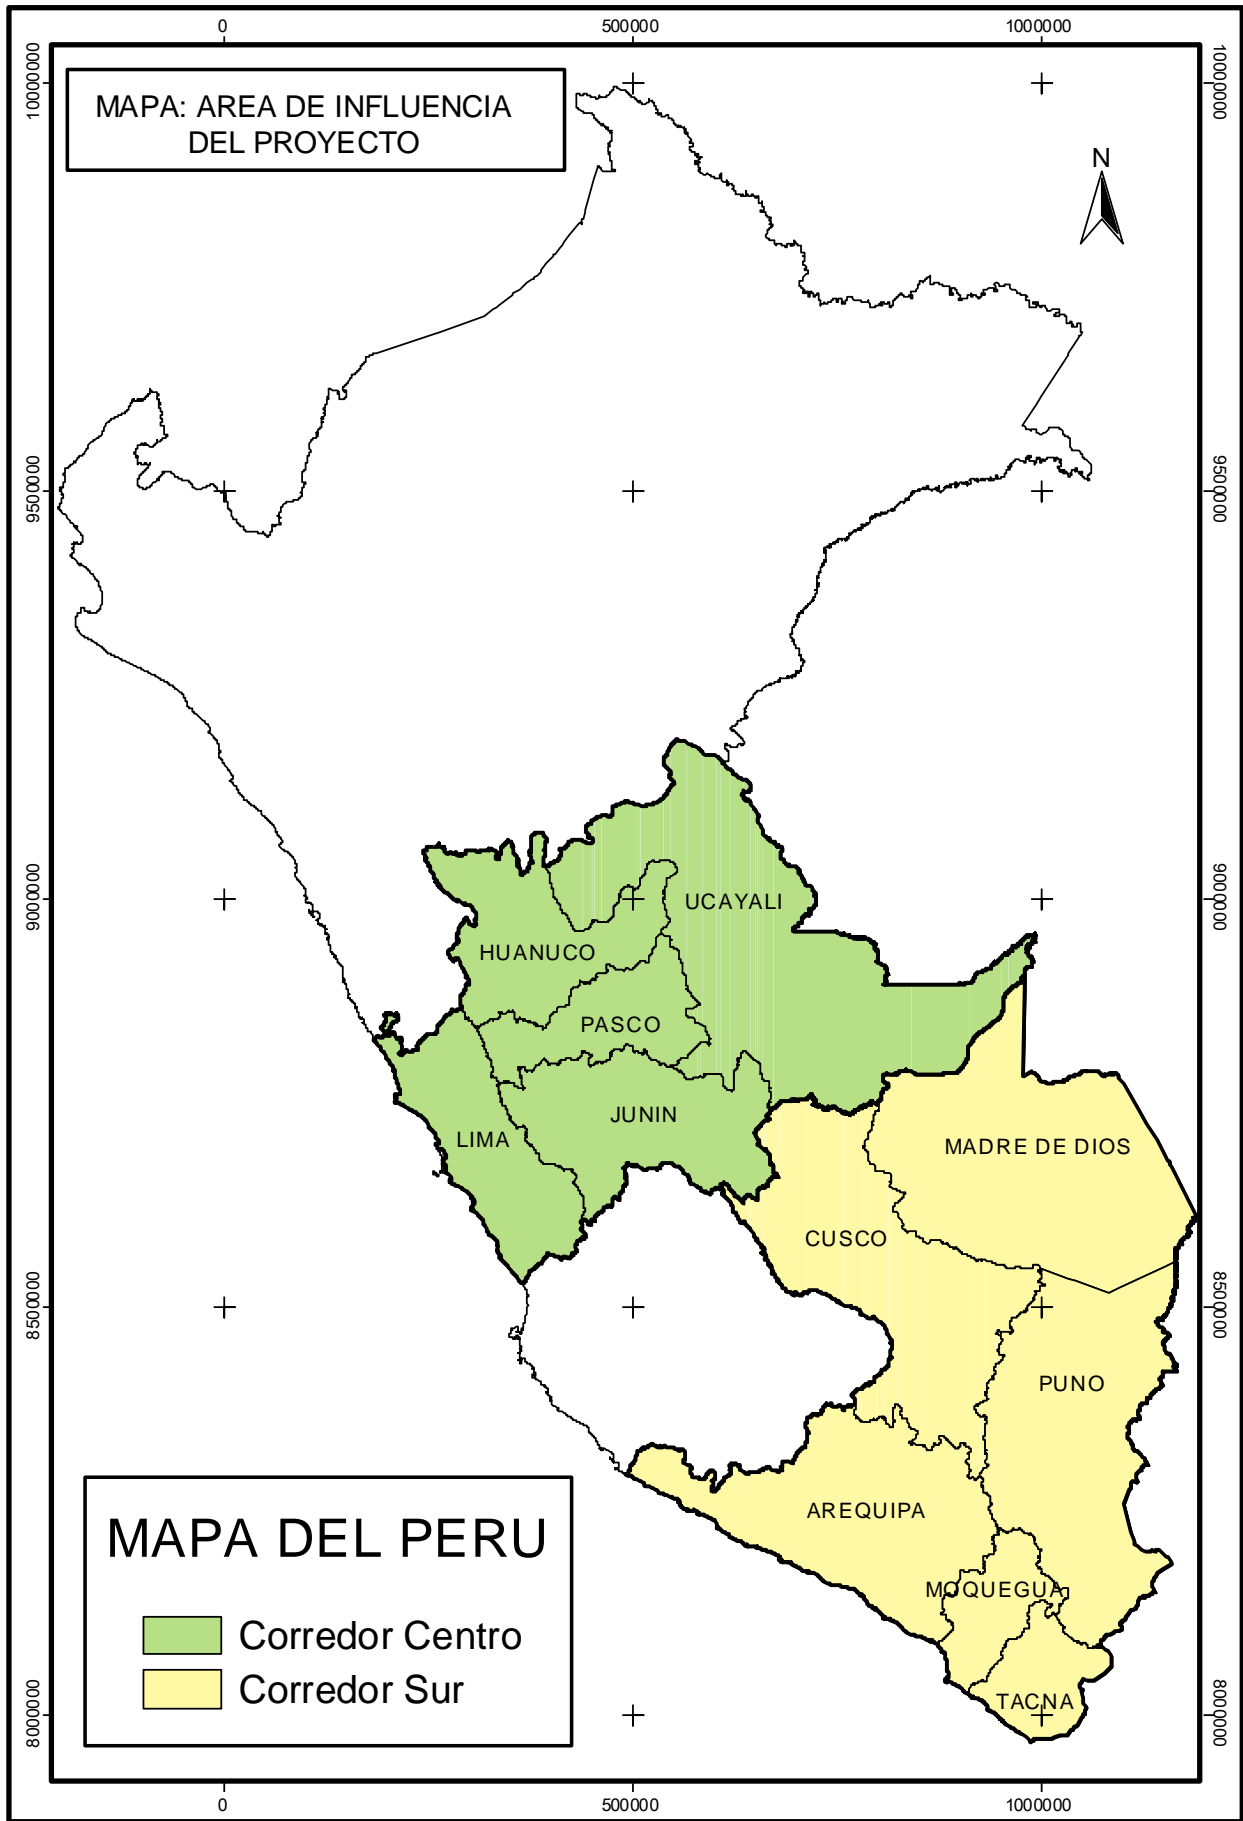 0
500000
1000000
MAPA: AREA DE INFLUENCIA
DEL PROYECTO
N
10000000
10000000
9500000
9500000
9000000
9000000
UCAYALI
HUANUCO
PASCO
JUNIN
LIMA
MADRE DE DIOS
CUSCO
8500000
8500000
PUNO
AREQUIPA
MOQUEGUA
TACNA
MAPA DEL PERU
Corredor Centro
Corredor Sur
8000000
8000000
0
500000
1000000